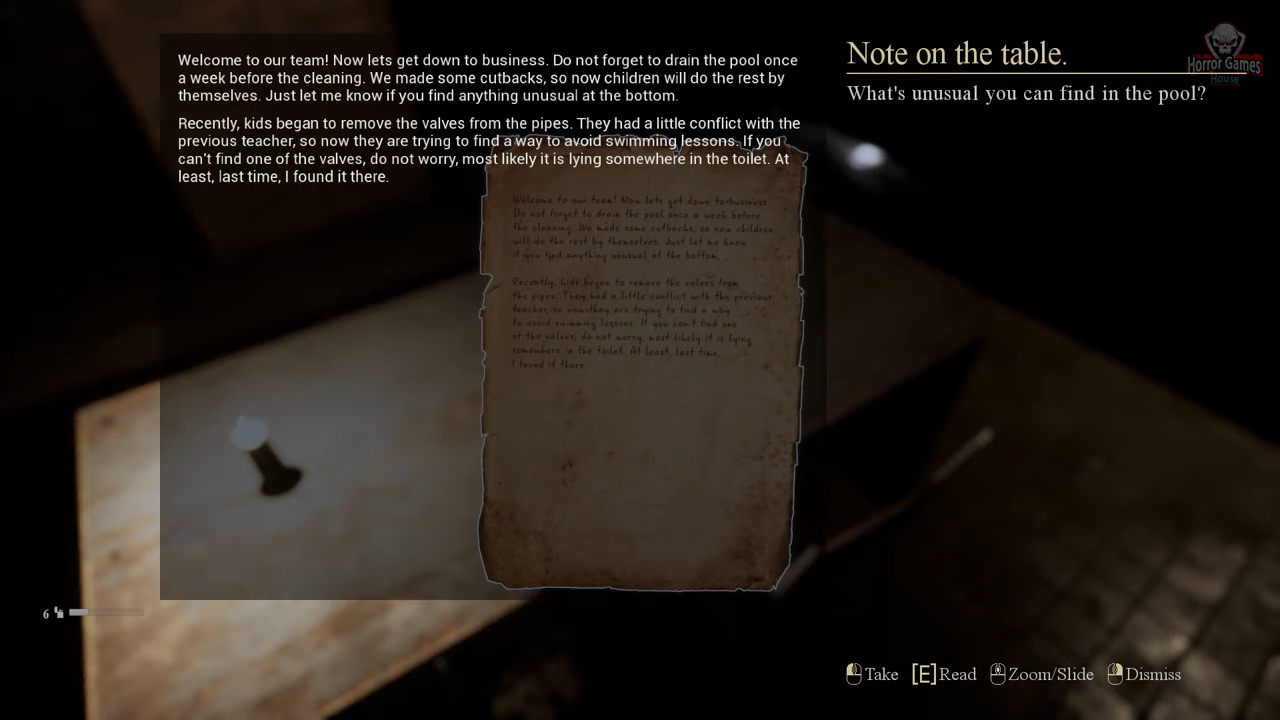 Welcome to our team! Now lets get down to business. Do not forget to drain the pool once
a week before the cleaning. We made some cutbacks, so now children will do the rest by
themselves. Just let me know if you find anything unusual at the bottom.
Recently, kids began to remove the valves from the pipes. They had a little conflict with the
previous teacher, so now they are trying to find a way to avoid swimming lessons. If you
can't find one of the valves, do not worry, most likely it is lying somewhere in the toilet. At
least, last time, I found it there.
Welcome to our team! Now lets get down to business.
Do not forget to drain the pool once a week before
the cleaning. We made some cutbacks, so now children
will do the rest by themselves. Just let me know
if you find anything unusual at the bottom.
Recently, kids began to remove the valves from
the pipes. They had a little conflict with the previous
teacher, so now they are trying to find a way
to avoid swimming lessons. If you can't find one
of the valves, do not worry, most likely it is lying
somewhere in the toilet. At least, last time,
I found it there.
Note on the table.
What's unusual you can find in the pool?
Horror Games
House
6
Take [E]Read Zoom/Slide Dismiss